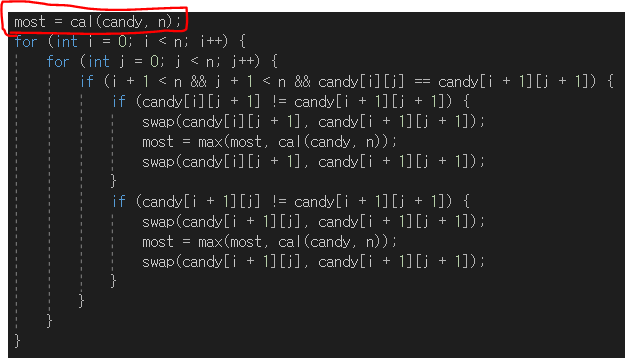 most = cal(candy, n);
for (int i = 0; i < n; i++) {
for (int j = 0; j < n; j++) {
if (i + 1 < n && j + 1 < n && candy[i][j] == candy[i + 1][j + 1]) {
if (candy[i][j + 1] != candy[i + 1][j + 1]) {
swap(candy[i][j + 1], candy[i + 1][j + 1]);
most = max(most, cal(candy, n));
swap(candy[i][j + 1], candy[i + 1][j + 1]);
}
if (candy[i + 1][j] != candy[i + 1][j + 1]) {
swap(candy[i + 1][j], candy[i + 1][j + 1]);
most = max(most, cal(candy, n));
swap(candy[i + 1][j], candy[i + 1][j + 1]);
}
}
}
}